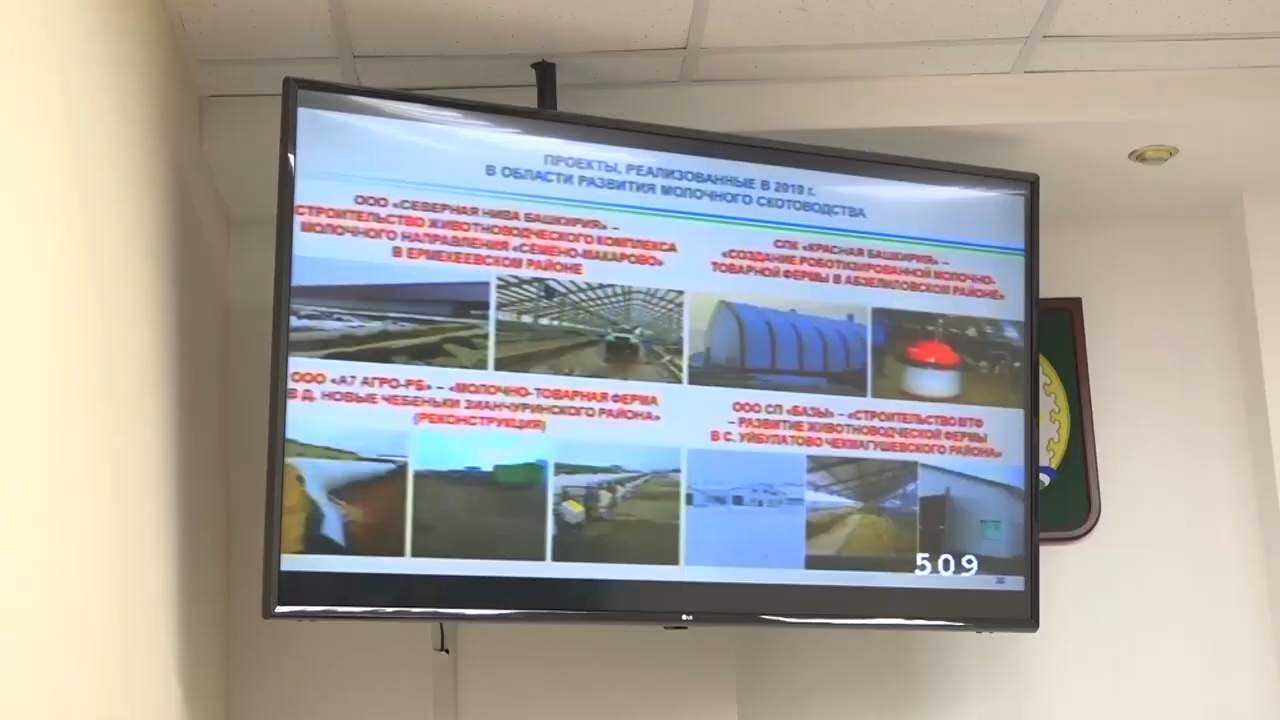 ПРОЕКТЫ, РЕАЛИЗОВАННЫЕ В 2019 г.
В ОБЛАСТИ РАЗВИТИЯ МОЛОЧНОГО СКОТОВОДСТВА
ООО «СЕВЕРНАЯ НИВА БАШКИРИЯ» –
«СТРОИТЕЛЬСТВО ЖИВОТНОВОДЧЕСКОГО КОМПЛЕКСА
МОЛОЧНОГО НАПРАВЛЕНИЯ «СЕМЕНО-МАКАРОВО»
В ЕРМЕКЕЕВСКОМ РАЙОНЕ
СПК «КРАСНАЯ БАШКИРИЯ» –
«СОЗДАНИЕ РОБОТИЗИРОВАННОЙ МОЛОЧНО-
ТОВАРНОЙ ФЕРМЫ В АБЗЕЛИЛОВСКОМ РАЙОНЕ»
ООО «А7 АГРО-РБ» – «МОЛОЧНО-ТОВАРНАЯ ФЕРМА
В Д. НОВЫЕ ЧЕБЕНЬКИ ЗИАНЧУРИНСКОГО РАЙОНА»
(РЕКОНСТРУКЦИЯ)
ООО СП «БАЗЫ» – «СТРОИТЕЛЬСТВО МТФ
– РАЗВИТИЕ ЖИВОТНОВОДЧЕСКОЙ ФЕРМЫ
В С. УЙБУЛАТОВО ЧЕКМАГУШЕВСКОГО РАЙОНА»
509
LG